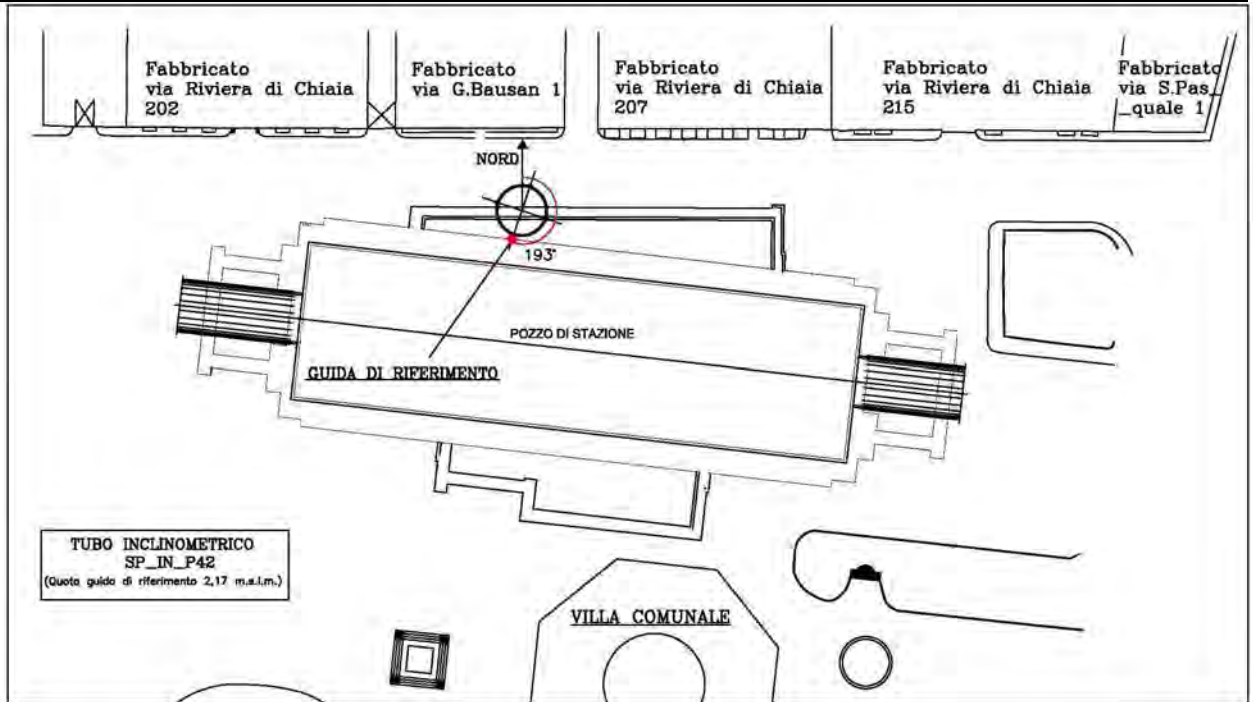 Fabbricato
via Riviera di Chiaia
202
Fabbricato
via G.Bausan 1
Fabbricato
via Riviera di Chiaia
207
Fabbricato
via Riviera di Chiaia
215
Fabbricato
via S.Pas_
_quale 1
NORD
193°
POZZO DI STAZIONE
GUIDA DI RIFERIMENTO
TUBO INCLINOMETRICO
SP_IN_P42
(Quota guida di riferimento 2,17 m.s.l.m.)
VILLA COMUNALE